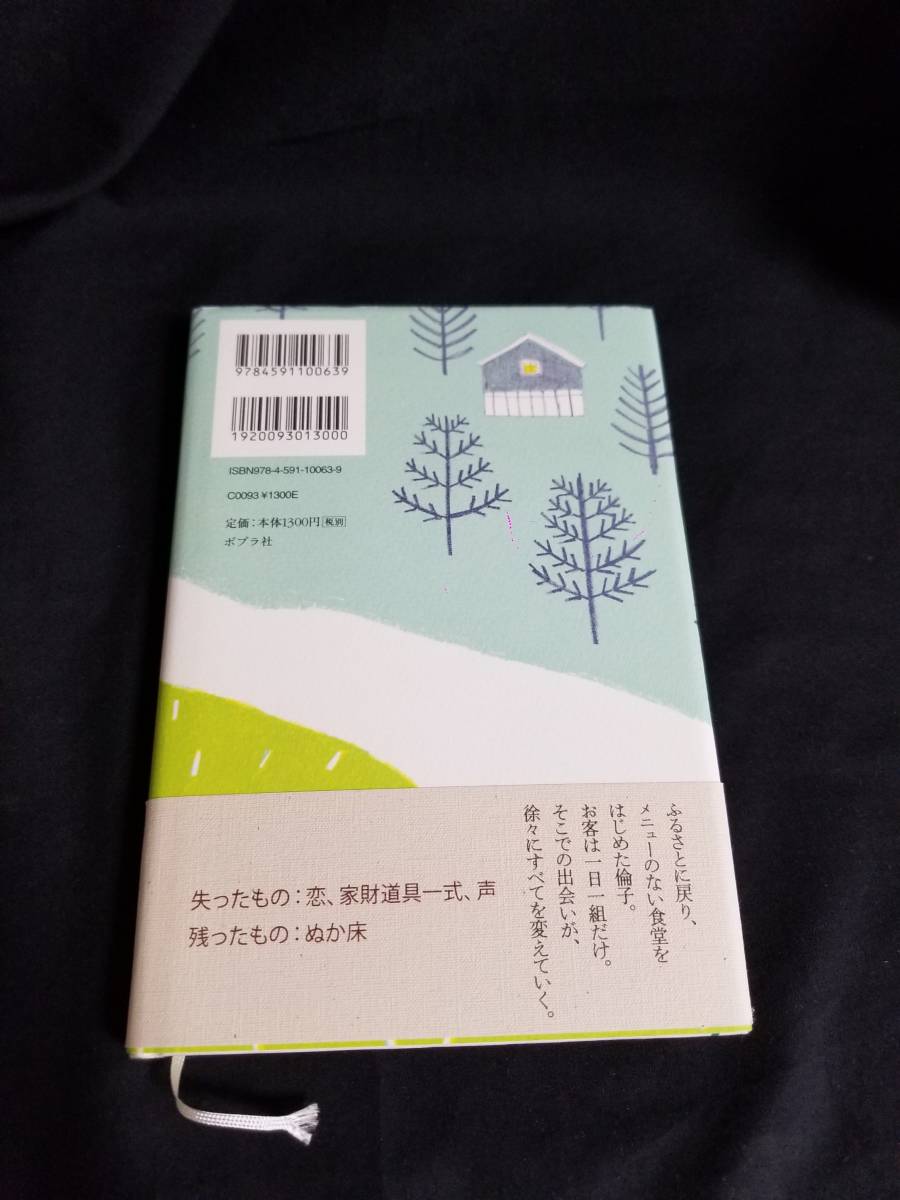 9784591100639
1920093013000
ISBN978-4-591-10063-9
C0093 ¥1300E
定価：本体1300円[税別]
ポプラ社
ふるさとに戻り、
メニューのない食堂を
はじめた倫子。
お客は一日一組だけ。
そこでの出会いが、
徐々にすべてを変えていく。
失ったもの：恋、家財道具一式、声
残ったもの：ぬか床